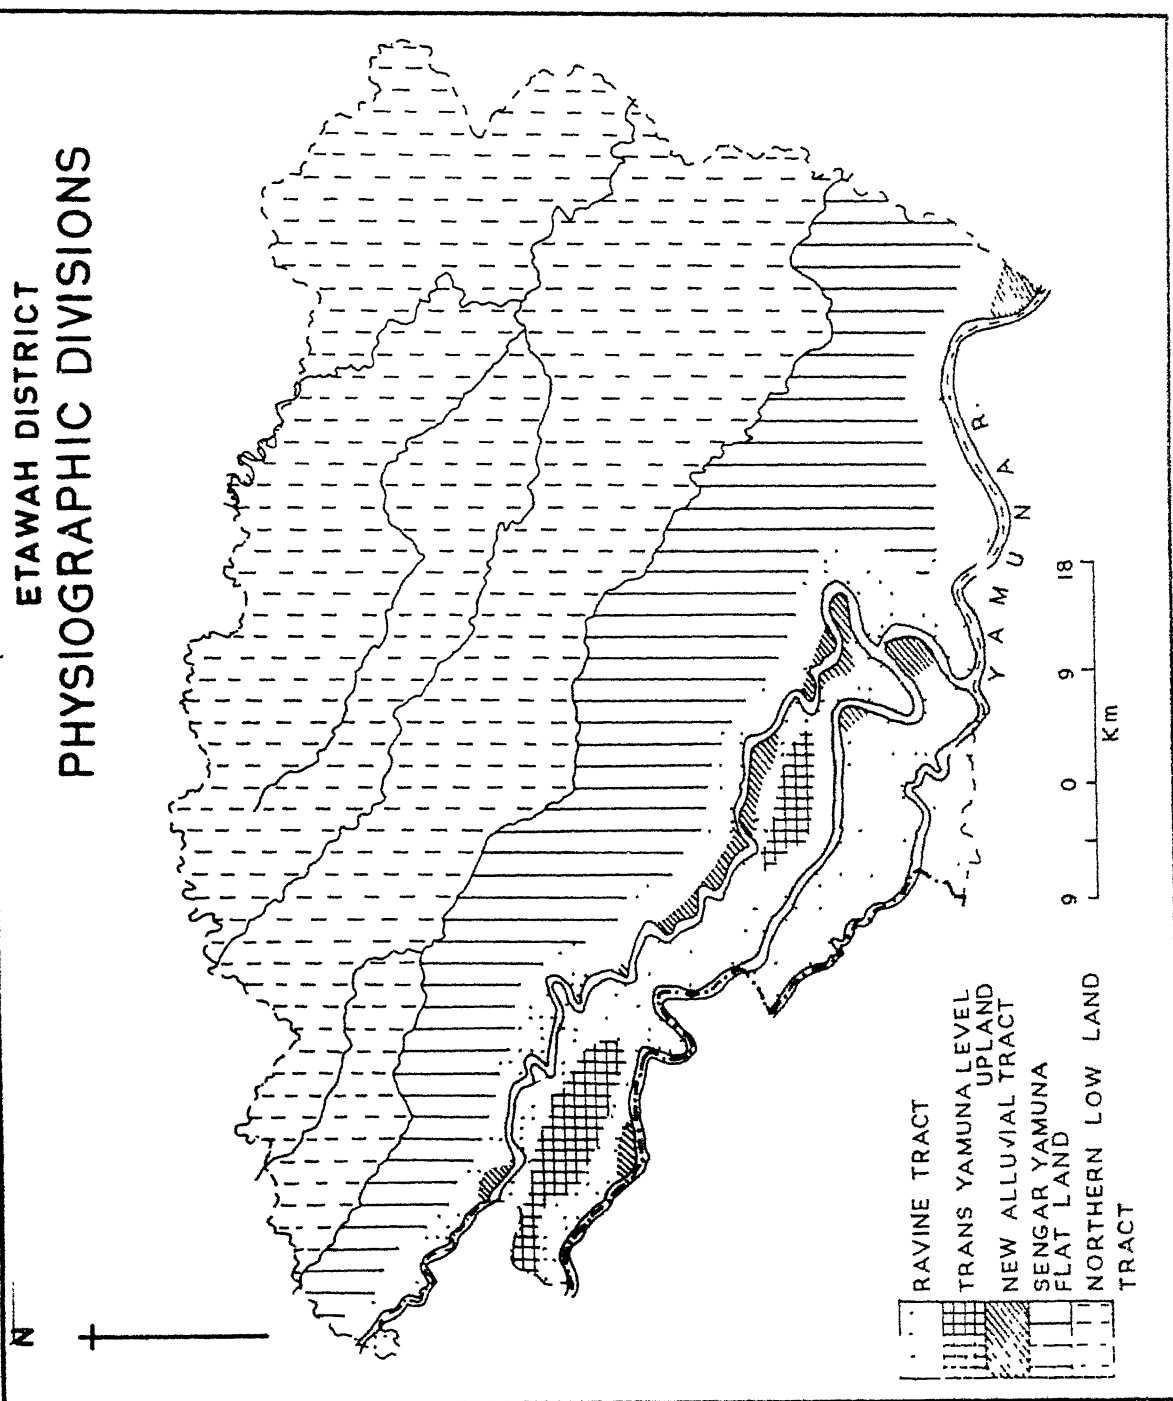 ETAWAH DISTRICT
PHYSIOGRAPHIC DIVISIONS
N
YAMUNA R.
9 0 9 18
Km
RAVINE TRACT
TRANS YAMUNA LEVEL
UPLAND
NEW ALLUVIAL TRACT
SENGAR YAMUNA
FLAT LAND
NORTHERN LOW LAND
TRACT